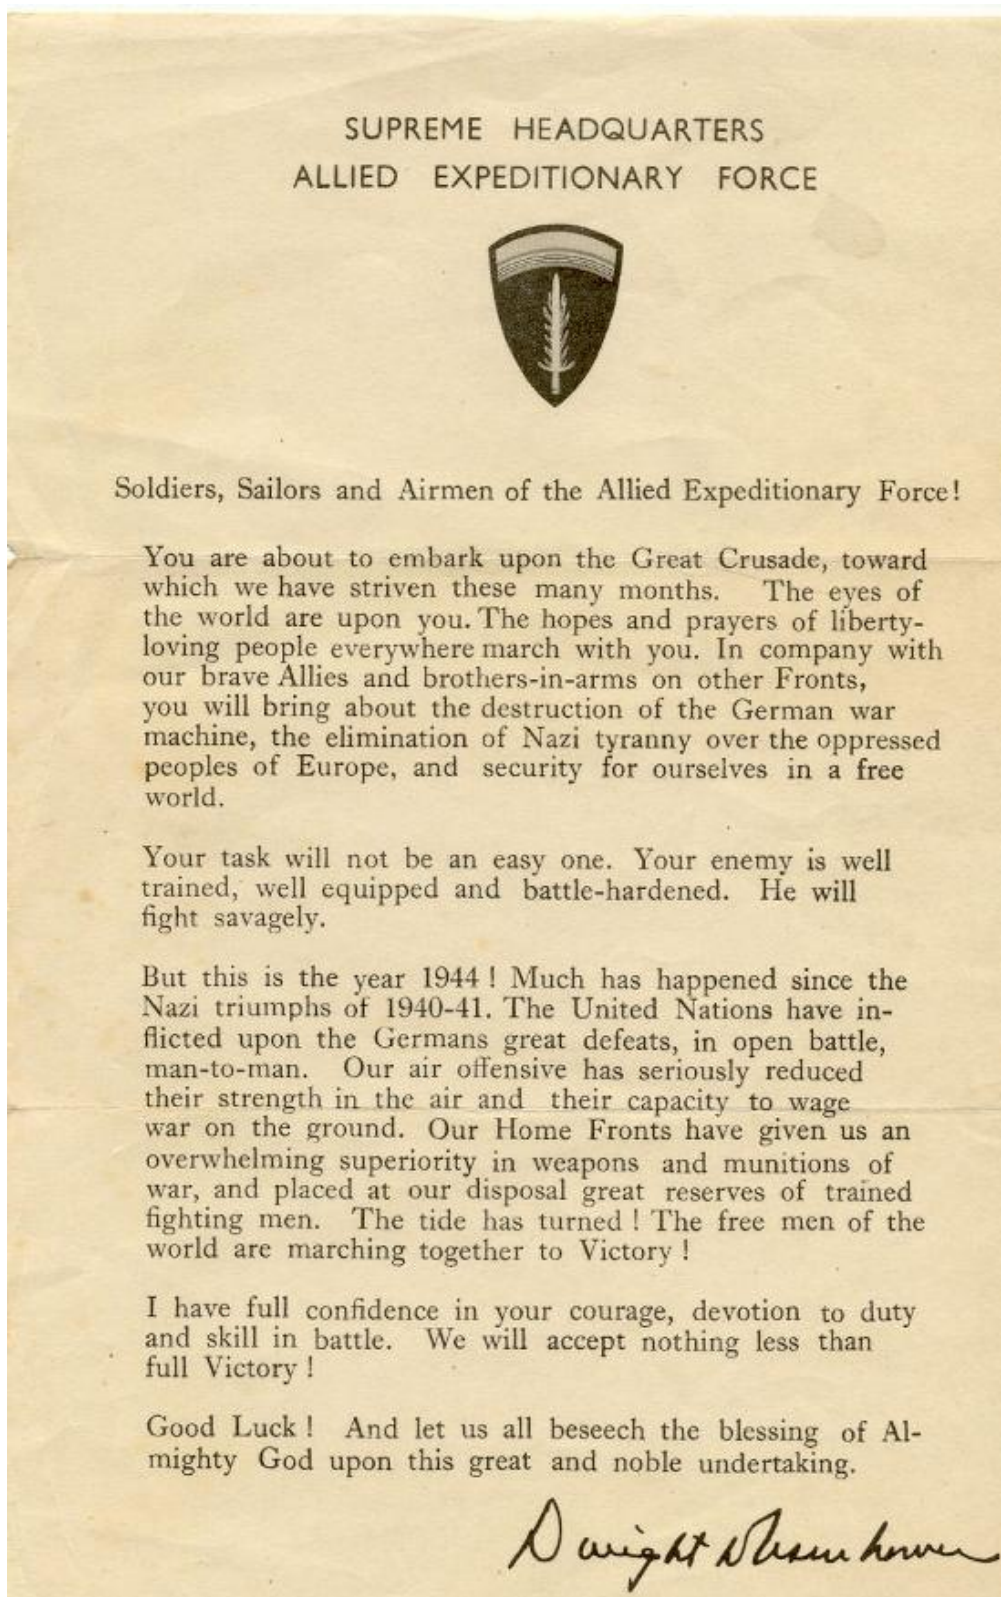 SUPREME HEADQUARTERS
ALLIED EXPEDITIONARY FORCE
Soldiers, Sailors and Airmen of the Allied Expeditionary Force!
You are about to embark upon the Great Crusade, toward
which we have striven these many months. The eyes of
the world are upon you. The hopes and prayers of liberty-
loving people everywhere march with you. In company with
our brave Allies and brothers-in-arms on other Fronts,
you will bring about the destruction of the German war
machine, the elimination of Nazi tyranny over the oppressed
peoples of Europe, and security for ourselves in a free
world.
Your task will not be an easy one. Your enemy is well
trained, well equipped and battle-hardened. He will
fight savagely.
But this is the year 1944 ! Much has happened since the
Nazi triumphs of 1940-41. The United Nations have in-
flicted upon the Germans great defeats, in open battle,
man-to-man. Our air offensive has seriously reduced
their strength in the air and their capacity to wage
war on the ground. Our Home Fronts have given us an
overwhelming superiority in weapons and munitions of
war, and placed at our disposal great reserves of trained
fighting men. The tide has turned ! The free men of the
world are marching together to Victory !
I have full confidence in your courage, devotion to duty
and skill in battle. We will accept nothing less than
full Victory !
Good Luck ! And let us all beseech the blessing of Al-
mighty God upon this great and noble undertaking.
Dwight D Eisenhower